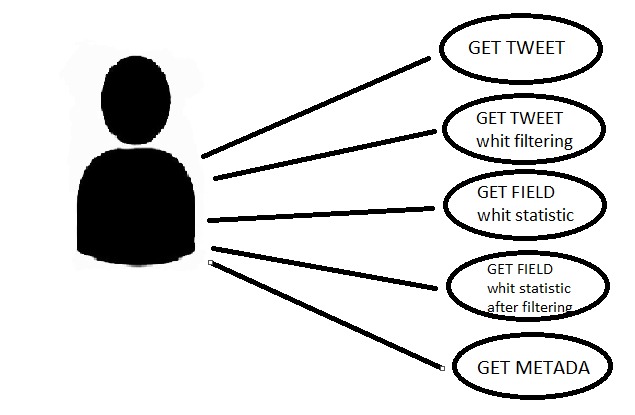 GET TWEET
GET TWEET
whit filtering
GET FIELD
whit statistic
GET FIELD
whit statistic
after filtering
GET METADA